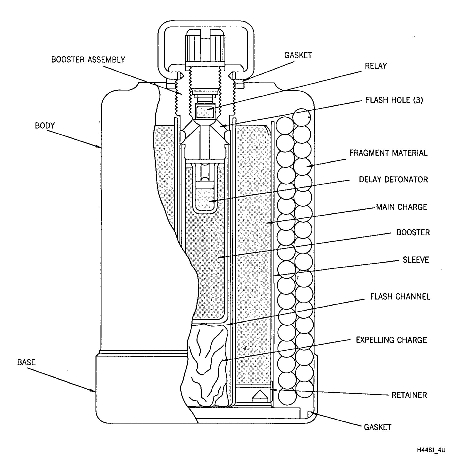 BOOSTER ASSEMBLY
GASKET
RELAY
FLASH HOLE (3)
BODY
FRAGMENT MATERIAL
DELAY DETONATOR
MAIN CHARGE
BOOSTER
SLEEVE
FLASH CHANNEL
EXPELLING CHARGE
BASE
RETAINER
GASKET
H4481_4U